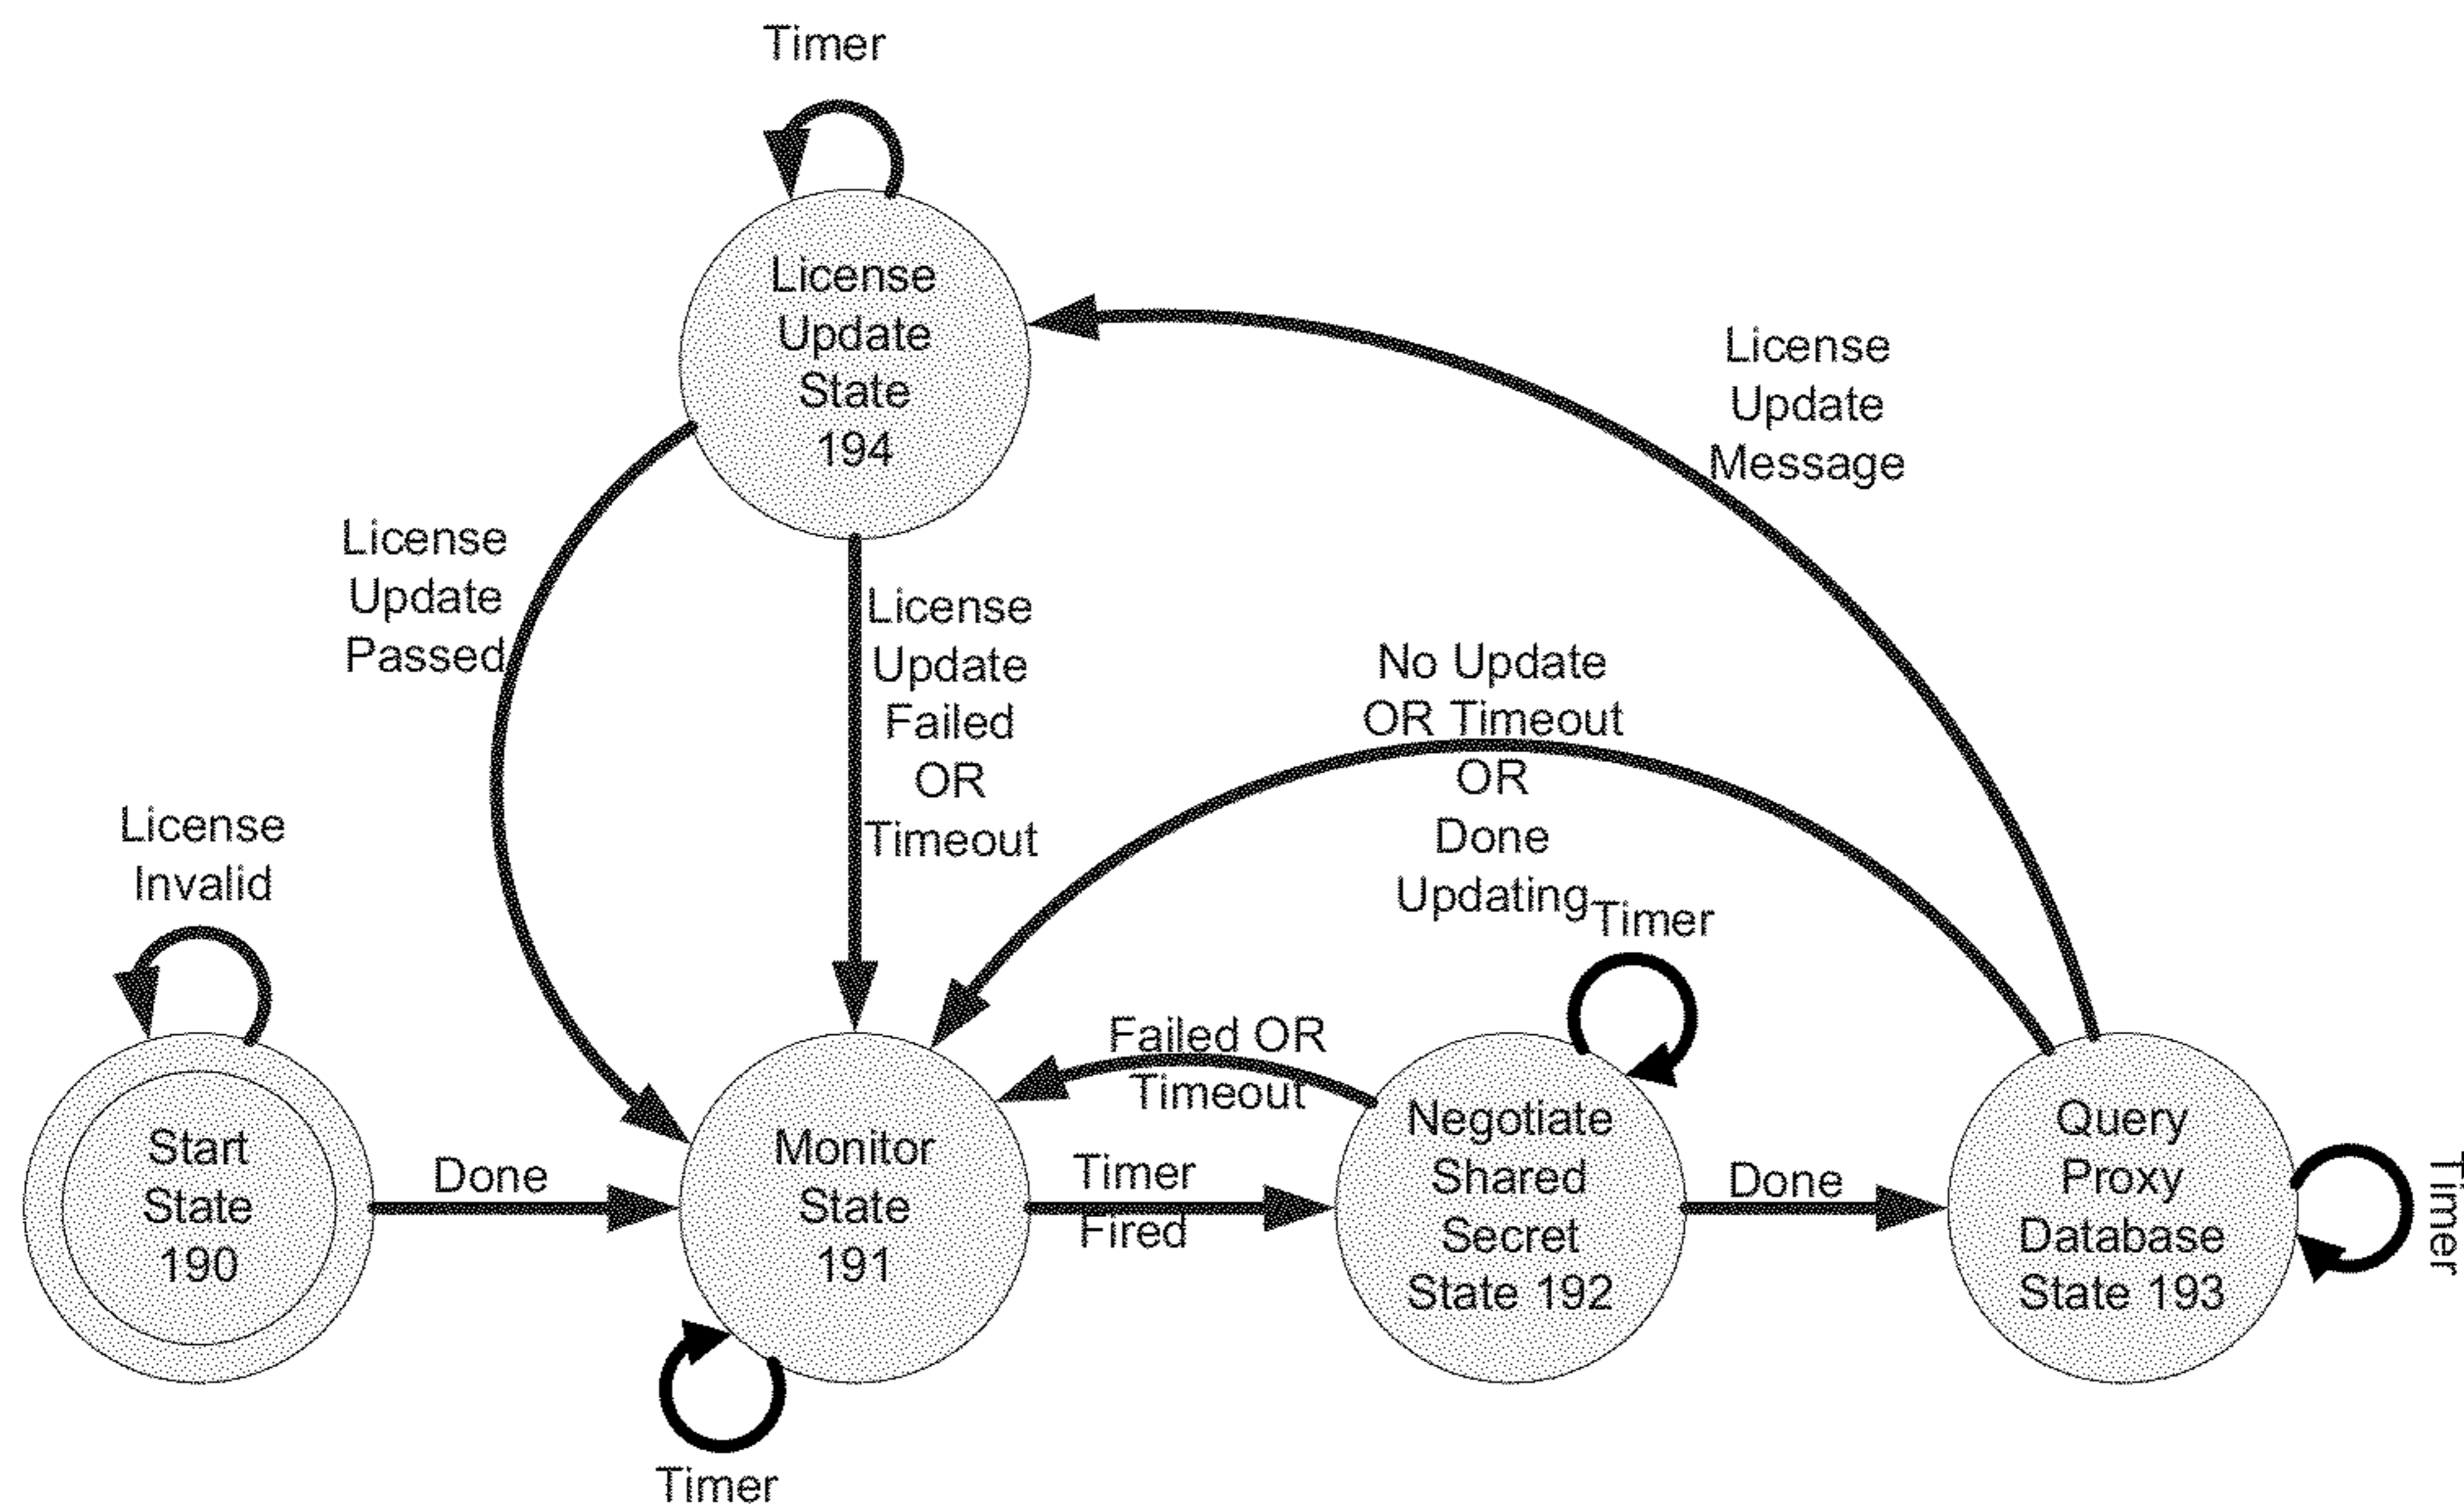 Timer
License
Update
State
194
License
Update
Message
License
Update
Passed
License
Update
Failed
OR
Timeout
No Update
OR Timeout
OR
Done
Updating
Timer
License
Invalid
Failed OR
Timeout
Start
State
190
Done
Monitor
State
191
Timer
Fired
Negotiate
Shared
Secret
State 192
Done
Query
Proxy
Database
State 193
Timer
Timer